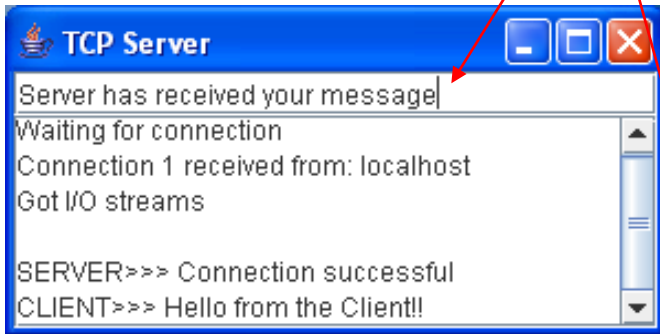 TCP Server
Server has received your message
Waiting for connection
Connection 1 received from: localhost
Got I/O streams
SERVER>>> Connection successful
CLIENT>>> Hello from the Client!!